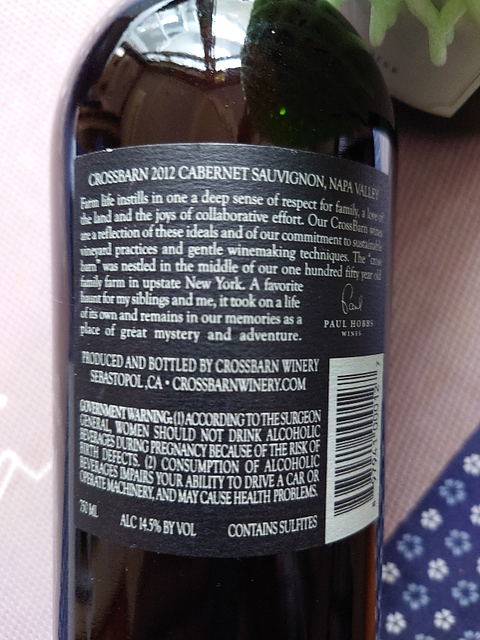 CROSSBARN 2012 CABERNET SAUVIGNON, NAPA VALLEY
Farm life instills in one a deep sense of respect for family, a love of
the land and the joys of collaborative effort. Our CrossBarn wines
are a reflection of these ideals and of our commitment to sustainable
vineyard practices and gentle winemaking techniques. The "cross
barn" was nestled in the middle of our one hundred fifty year old
family farm in upstate New York. A favorite
haunt for my siblings and me, it took on a life
of its own and remains in our memories as a
place of great mystery and adventure.
Paul
PAUL HOBBS
WINES
PRODUCED AND BOTTLED BY CROSSBARN WINERY
SEBASTOPOL ,CA • CROSSBARNWINERY.COM
GOVERNMENT WARNING: (1) ACCORDING TO THE SURGEON
GENERAL, WOMEN SHOULD NOT DRINK ALCOHOLIC
BEVERAGES DURING PREGNANCY BECAUSE OF THE RISK OF
BIRTH DEFECTS. (2) CONSUMPTION OF ALCOHOLIC
BEVERAGES IMPAIRS YOUR ABILITY TO DRIVE A CAR OR
OPERATE MACHINERY, AND MAY CAUSE HEALTH PROBLEMS.
750 ML ALC 14.5% BY VOL CONTAINS SULFITES